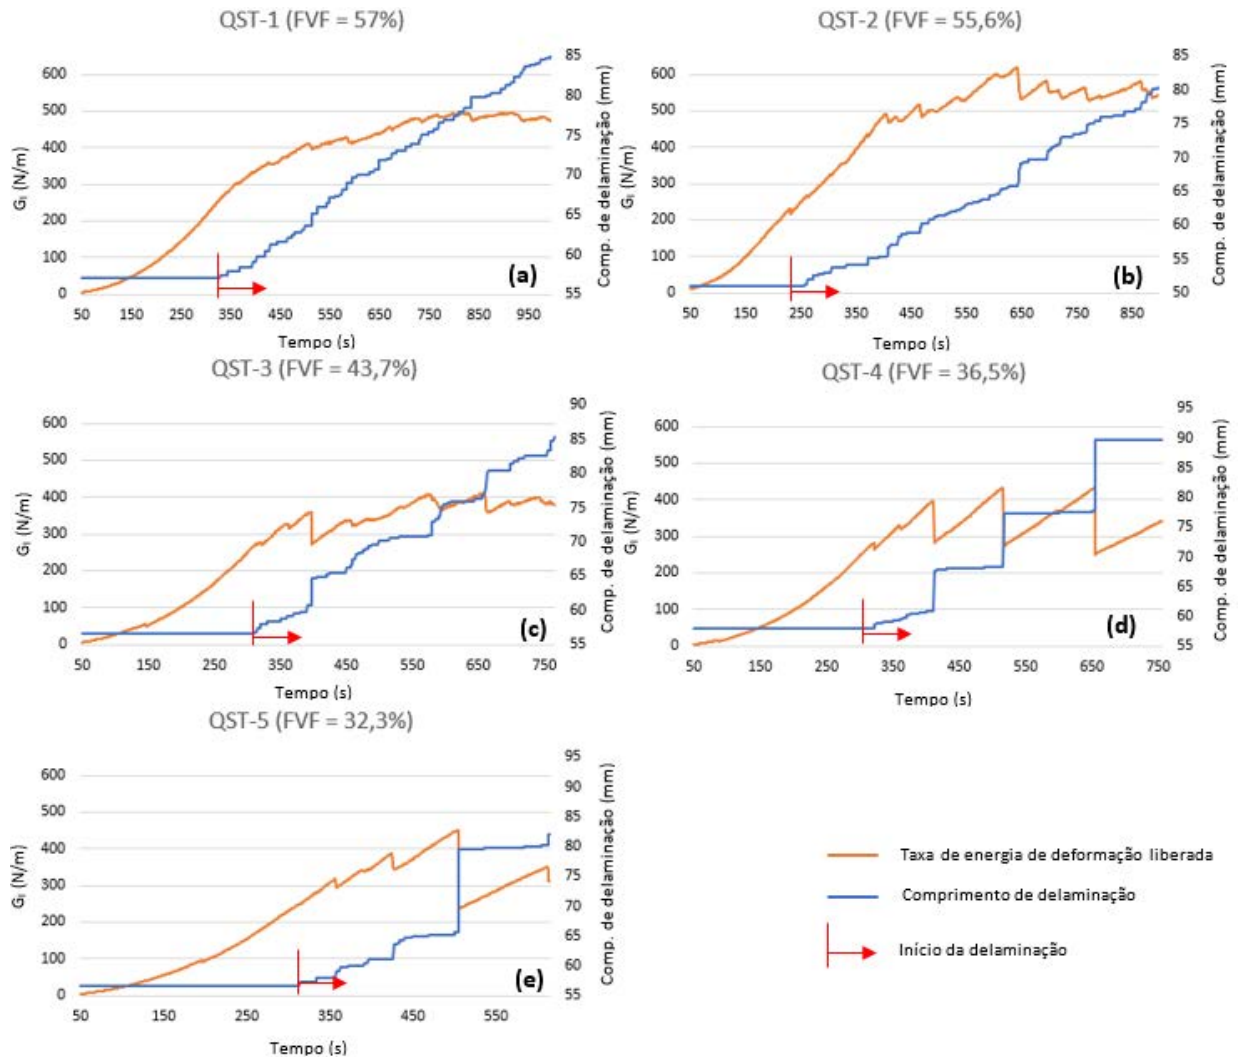 QST-1 (FVF = 57%)
600
500
400
300
200
100
0
G_I (N/m)
85
80
75
70
65
60
55
Comp. de delaminação (mm)
50 150 250 350 450 550 650 750 850 950
Tempo (s)
(a)
QST-2 (FVF = 55,6%)
600
500
400
300
200
100
0
G_I (N/m)
85
80
75
70
65
60
55
50
Comp. de delaminação (mm)
50 150 250 350 450 550 650 750 850
Tempo (s)
(b)
QST-3 (FVF = 43,7%)
600
500
400
300
200
100
0
G_I (N/m)
90
85
80
75
70
65
60
55
Comp. de delaminação (mm)
50 150 250 350 450 550 650 750
Tempo (s)
(c)
QST-4 (FVF = 36,5%)
600
500
400
300
200
100
0
G_I (N/m)
95
90
85
80
75
70
65
60
55
Comp. de delaminação (mm)
50 150 250 350 450 550 650 750
Tempo (s)
(d)
QST-5 (FVF = 32,3%)
600
500
400
300
200
100
0
G_I (N/m)
95
90
85
80
75
70
65
60
55
Comp. de delaminação (mm)
50 150 250 350 450 550
Tempo (s)
(e)
Taxa de energia de deformação liberada
Comprimento de delaminação
Início da delaminação